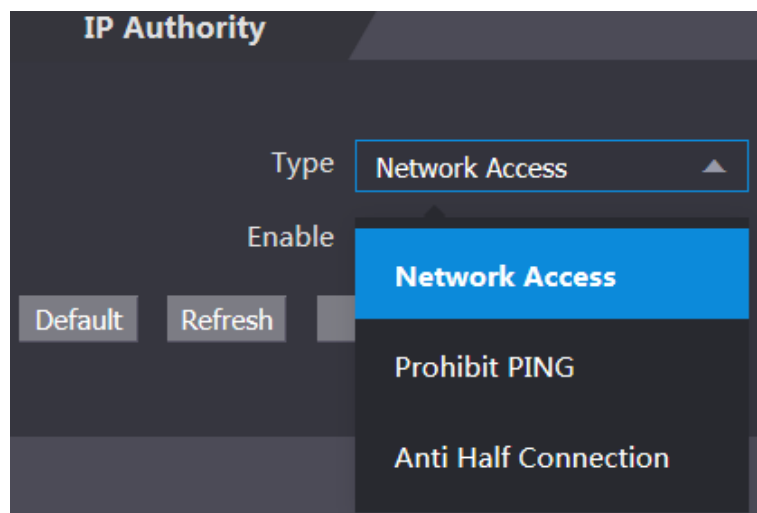 IP Authority
Type Network Access
Enable
Network Access
Default Refresh
Prohibit PING
Anti Half Connection